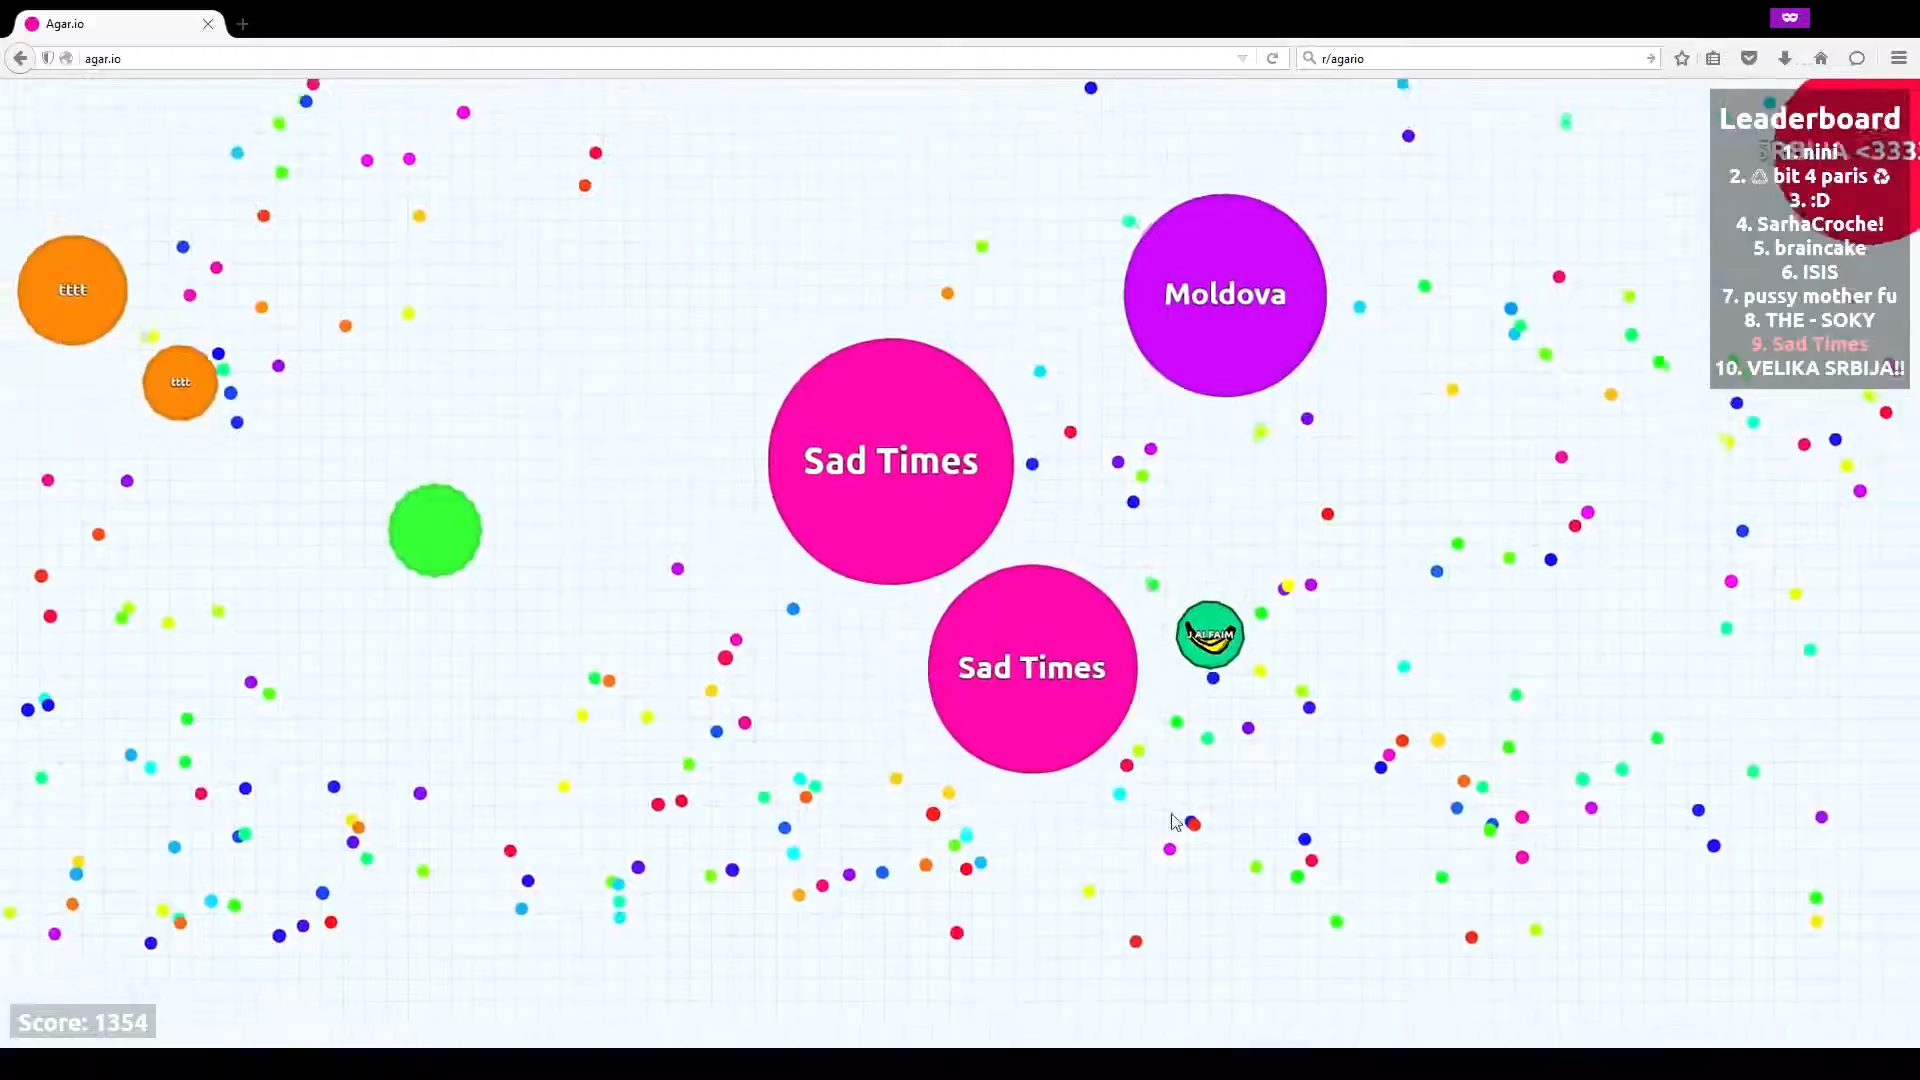 Agar.io
agar.io
r/agario
Leaderboard
1. nini
2. ♺ bit 4 paris ♻
3. :D
4. SarhaCroche!
5. braincake
6. ISIS
7. pussy mother fu
8. THE - SOKY
9. Sad Times
10. VELIKA SRBIJA!!
SRBIJA <333
tttt
tttt
Moldova
Sad Times
J AI FAIM
Sad Times
Score: 1354